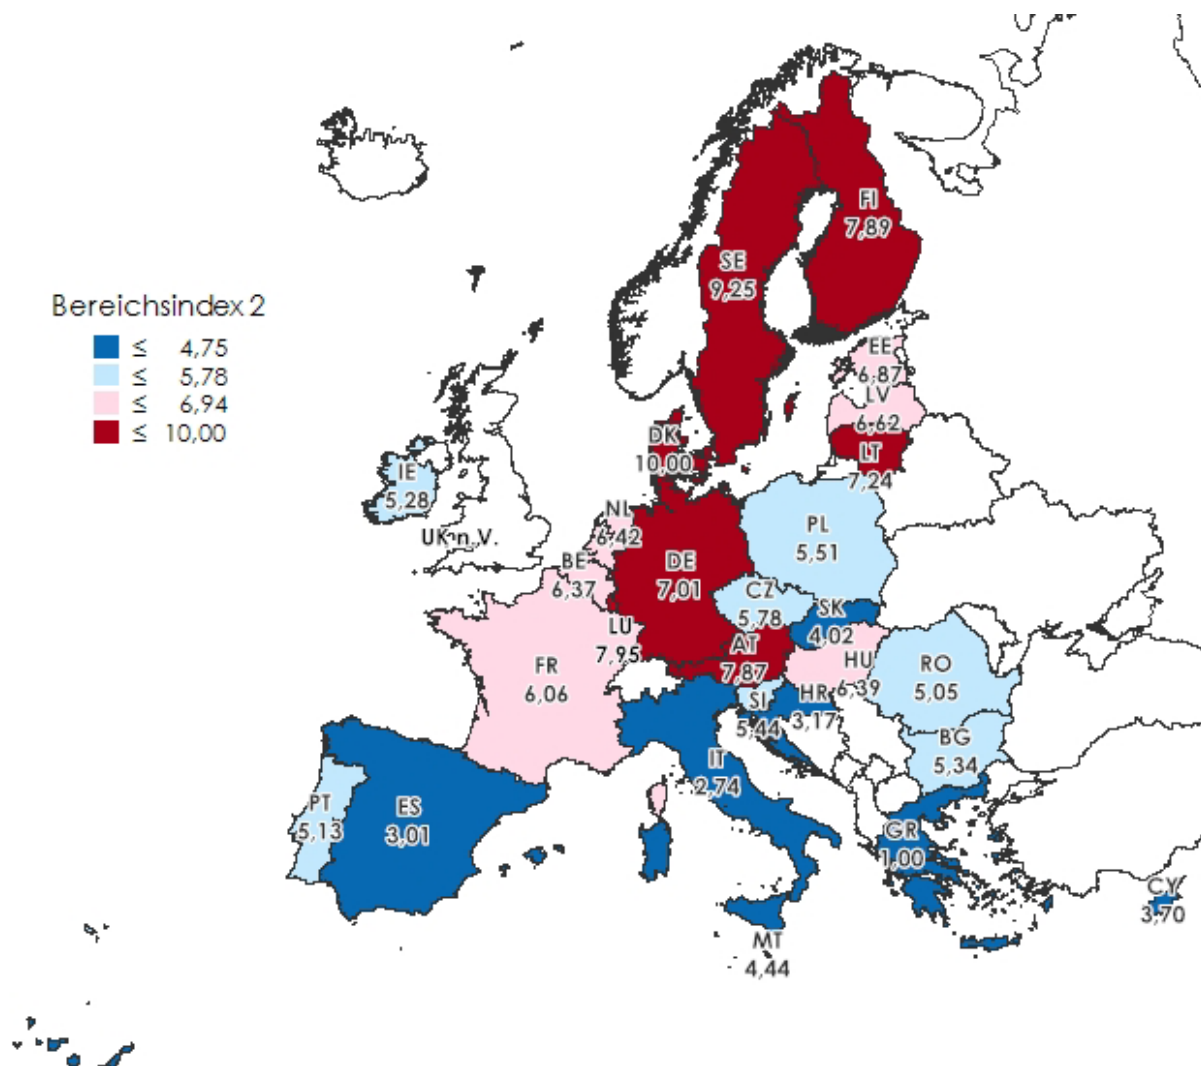 Bereichsindex 2
≤ 4,75
≤ 5,78
≤ 6,94
≤ 10,00
FI
7,89
SE
9,25
EE
6,87
LV
6,62
LT
7,24
DK
10,00
IE
5,28
UK n.V.
NL
6,42
BE
6,37
DE
7,01
PL
5,51
CZ
5,78
SK
4,02
LU
7,95
AT
7,87
FR
6,06
HU
6,39
RO
5,05
SI
5,44
HR
3,17
BG
5,34
IT
2,74
PT
5,13
ES
3,01
GR
1,00
CY
3,70
MT
4,44